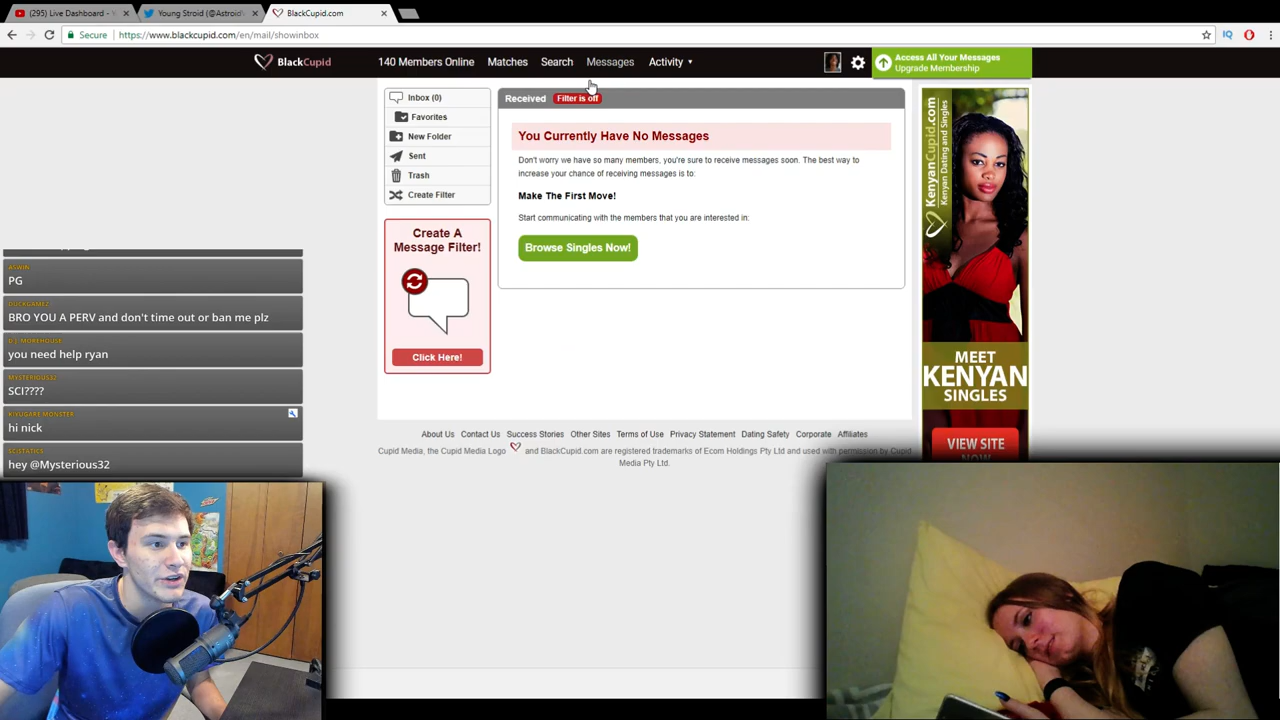 (295) Live Dashboard -
Young Stroid (@Astroid
BlackCupid.com
Secure
https://www.blackcupid.com/en/mail/showinbox
BlackCupid
140 Members Online
Matches
Search
Messages
Activity
Access All Your Messages
Upgrade Membership
Inbox (0)
Favorites
New Folder
Sent
Trash
Create Filter
Received
Filter is off
You Currently Have No Messages
Don't worry we have so many members, you're sure to receive messages soon. The best way to
increase your chance of receiving messages is to:
Make The First Move!
Start communicating with the members that you are interested in:
Browse Singles Now!
Create A
Message Filter!
Click Here!
KenyanCupid.com
Kenyan Dating and Singles
MEET
KENYAN
SINGLES
VIEW SITE
NOW
About Us
Contact Us
Success Stories
Other Sites
Terms of Use
Privacy Statement
Dating Safety
Corporate
Affiliates
Cupid Media, the Cupid Media Logo
and BlackCupid.com are registered trademarks of Ecom Holdings Pty Ltd and used with permission by Cupid
Media Pty Ltd.
ASWIN
PG
DUCKGAMEZ
BRO YOU A PERV and don't time out or ban me plz
D.J. MOREHOUSE
you need help ryan
MYSTERIOUS32
SCI????
KIYUGARE MONSTER
hi nick
SCISTATICS
hey @Mysterious32